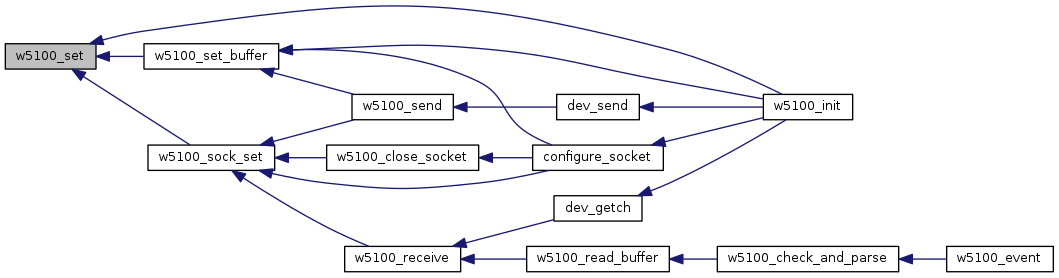 w5100_set
w5100_set_buffer
w5100_send
dev_send
w5100_init
w5100_sock_set
w5100_close_socket
configure_socket
dev_getch
w5100_receive
w5100_read_buffer
w5100_check_and_parse
w5100_event